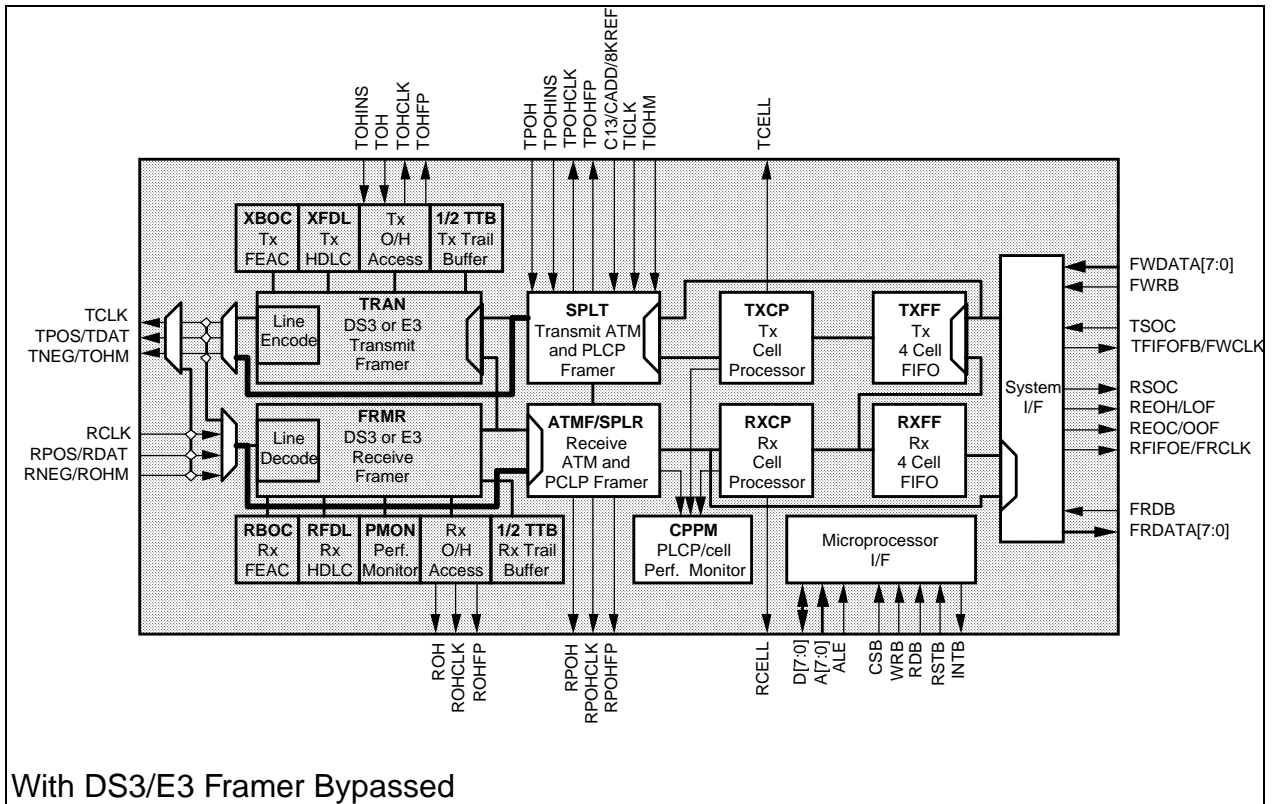 TOHINS
TOH
TOHCLK
TOHFP
TPOH
TPOHINS
TPOHCLK
TPOHFP
C13/CADD/8KREF
TICLK
TIOHM
TCELL
XBOC
Tx
FEAC
XFDL
Tx
HDLC
Tx
O/H
Access
1/2 TTB
Tx Trail
Buffer
TCLK
TPOS/TDAT
TNEG/TOHM
Line
Encode
TRAN
DS3 or E3
Transmit
Framer
SPLT
Transmit ATM
and PLCP
Framer
TXCP
Tx
Cell
Processor
TXFF
Tx
4 Cell
FIFO
System
I/F
FWDATA[7:0]
FWRB
TSOC
TFIFOFB/FWCLK
RSOC
REOH/LOF
REOC/OOF
RFIFOE/FRCLK
FRDB
FRDATA[7:0]
RCLK
RPOS/RDAT
RNEG/ROHM
Line
Decode
FRMR
DS3 or E3
Receive
Framer
ATMF/SPLR
Receive
ATM and
PCLP Framer
RXCP
Rx
Cell
Processor
RXFF
Rx
4 Cell
FIFO
RBOC
Rx
FEAC
RFDL
Rx
HDLC
PMON
Perf.
Monitor
Rx
O/H
Access
1/2 TTB
Rx Trail
Buffer
CPPM
PLCP/cell
Perf. Monitor
Microprocessor
I/F
ROH
ROHCLK
ROHFP
RPOH
RPOHCLK
RPOHFP
RCELL
D[7:0]
A[7:0]
ALE
CSB
WRB
RDB
RSTB
INTB
With DS3/E3 Framer Bypassed